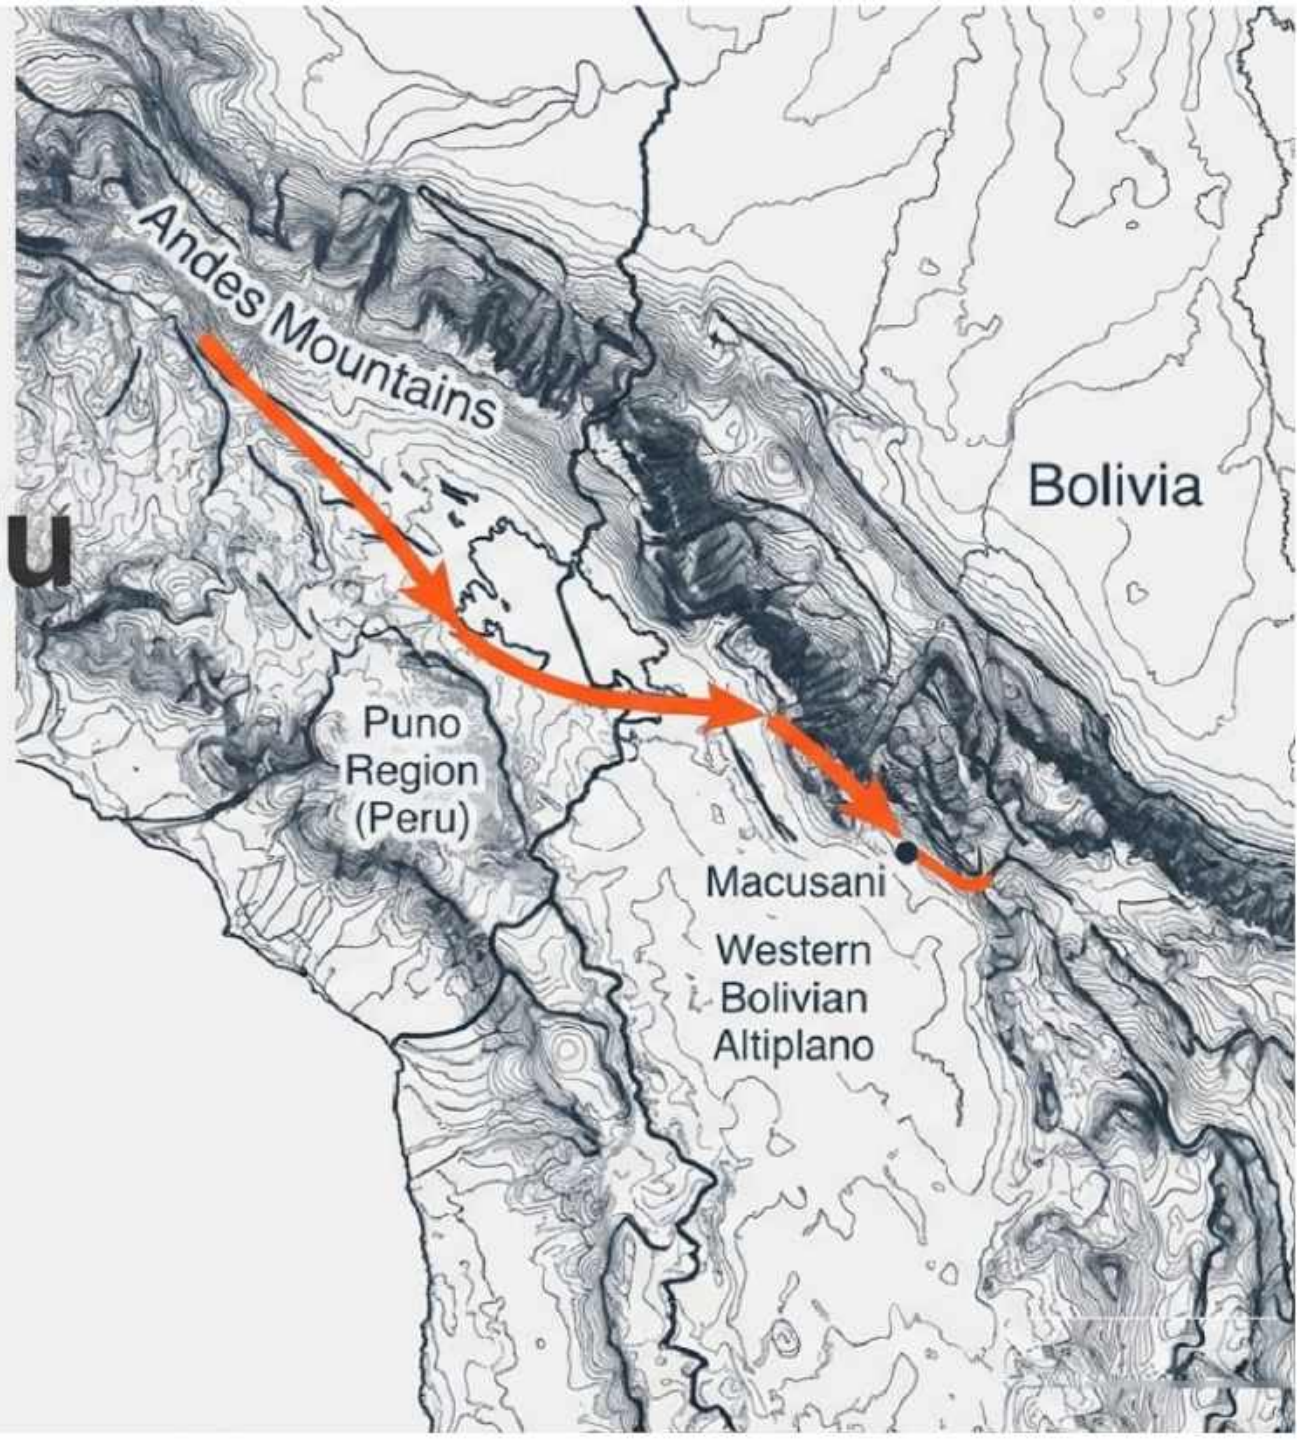 Andes Mountains
Bolivia
u
Puno
Region
(Peru)
Macusani
Western
Bolivian
Altiplano